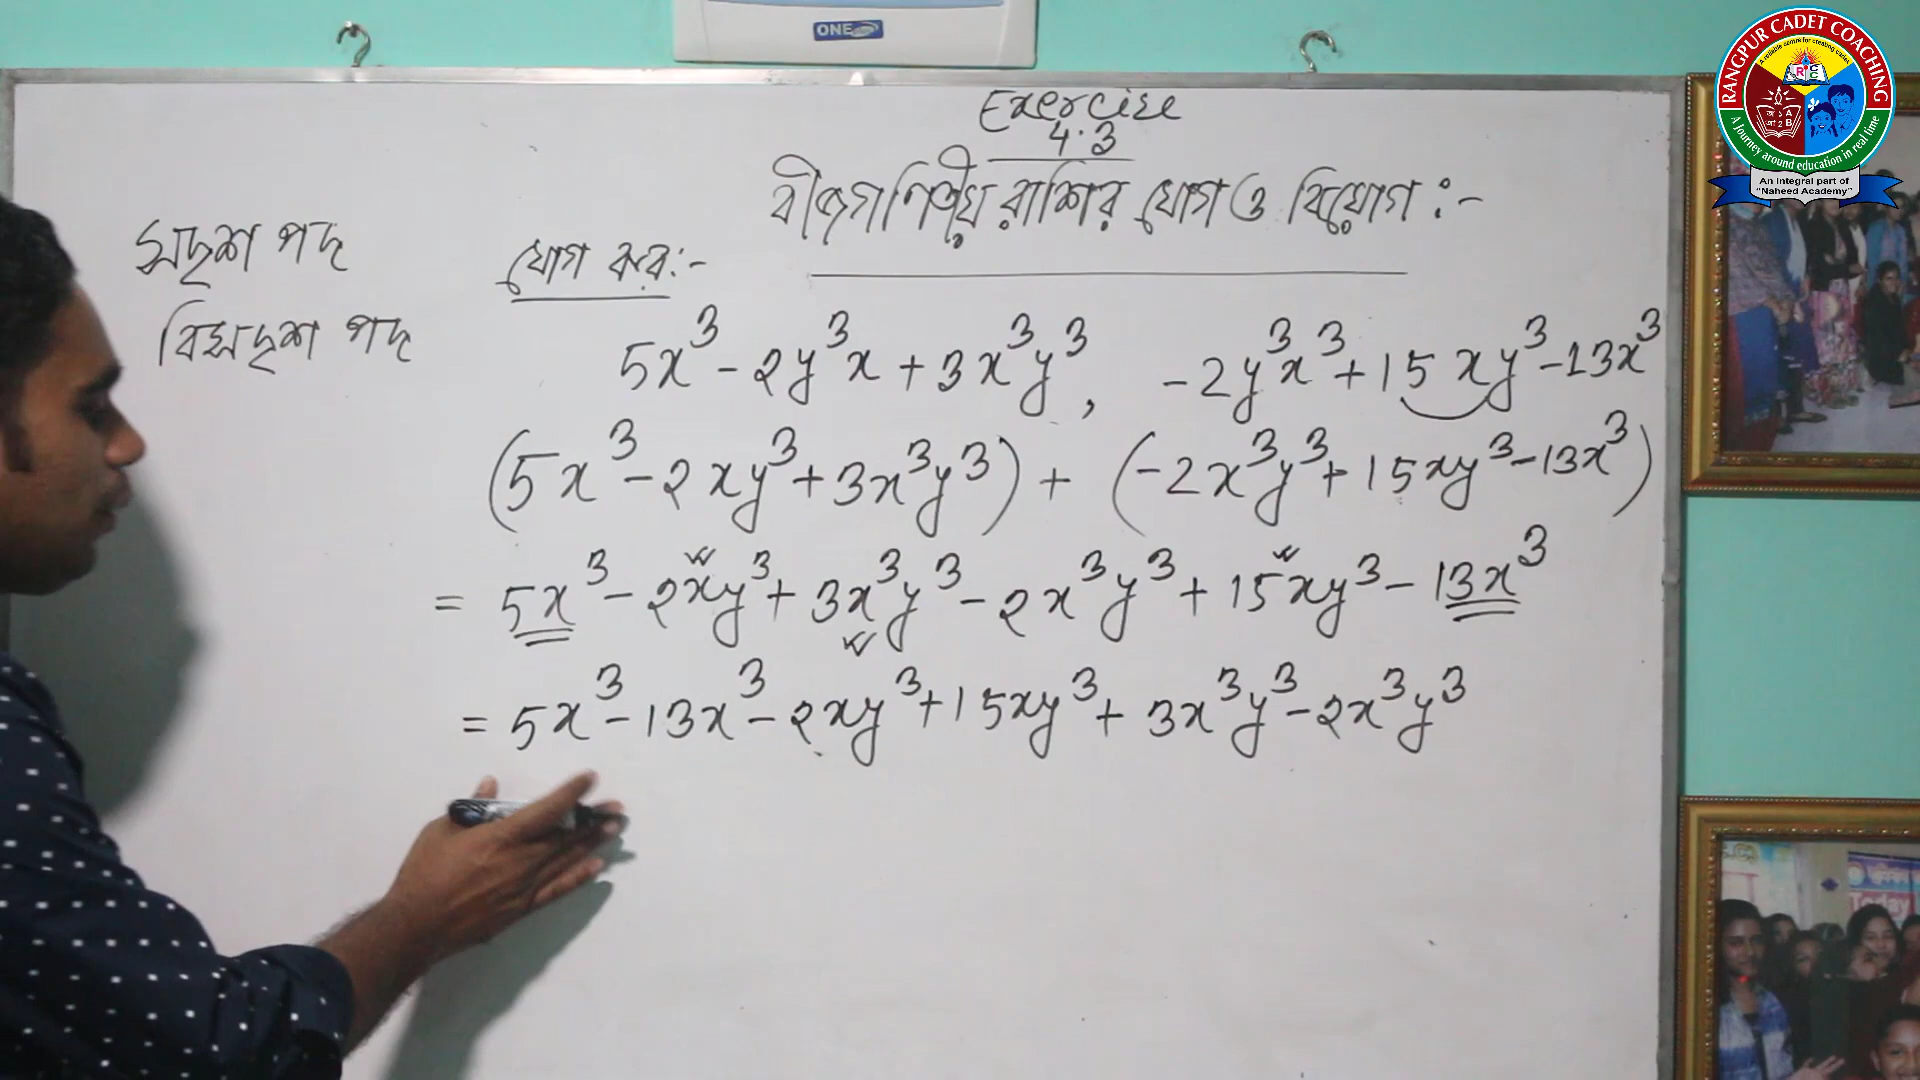 ONE
Exercise
4.3
বীজগণিতীয় রাশির যোগ ও বিয়োগ :-
সদৃশ পদ
বিসদৃশ পদ
যোগ কর:-
5x³ - 2y³x + 3x³y³, -2y³x³ + 15xy³ - 13x³
(5x³ - 2xy³ + 3x³y³) + (-2x³y³ + 15xy³ - 13x³)
= 5x³ - 2xy³ + 3x³y³ - 2x³y³ + 15xy³ - 13x³
= 5x³ - 13x³ - 2xy³ + 15xy³ + 3x³y³ - 2x³y³
RANGPUR CADET COACHING
A Journey around education in real time
An Integral part of
"Naheed Academy"
Today